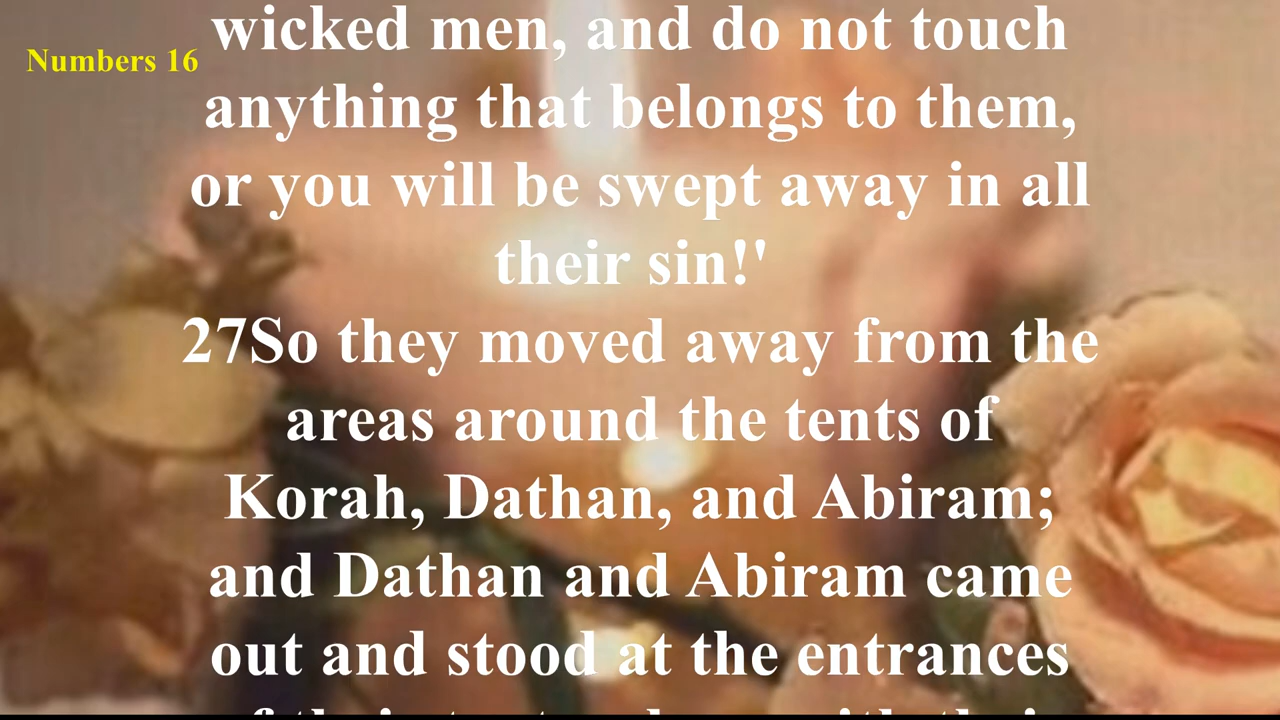 Numbers 16
wicked men, and do not touch
anything that belongs to them,
or you will be swept away in all
their sin!'
27So they moved away from the
areas around the tents of
Korah, Dathan, and Abiram;
and Dathan and Abiram came
out and stood at the entrances